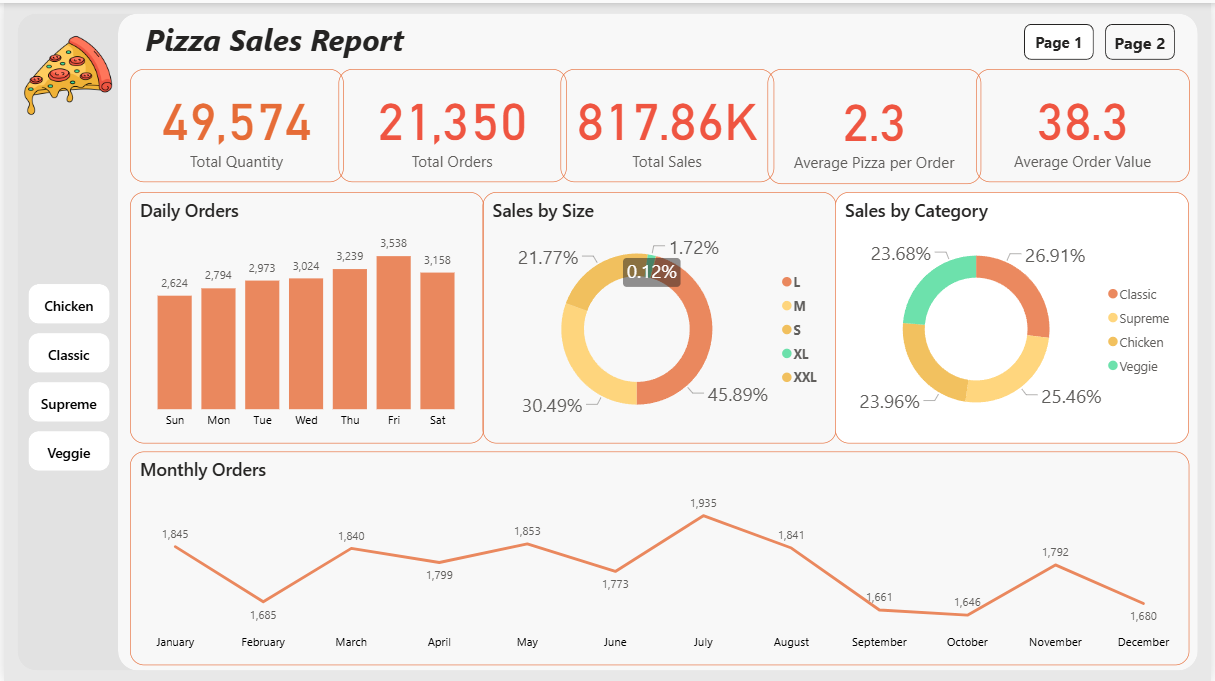 Pizza Sales Report
Page 1
Page 2
49,574
Total Quantity
21,350
Total Orders
817.86K
Total Sales
2.3
Average Pizza per Order
38.3
Average Order Value
Chicken
Classic
Supreme
Veggie
Daily Orders
2,624
2,794
2,973
3,024
3,239
3,538
3,158
Sun
Mon
Tue
Wed
Thu
Fri
Sat
Sales by Size
21.77%
1.72%
0.12%
30.49%
45.89%
L
M
S
XL
XXL
Sales by Category
23.68%
26.91%
23.96%
25.46%
Classic
Supreme
Chicken
Veggie
Monthly Orders
1,845
1,685
1,840
1,799
1,853
1,773
1,935
1,841
1,661
1,646
1,792
1,680
January
February
March
April
May
June
July
August
September
October
November
December